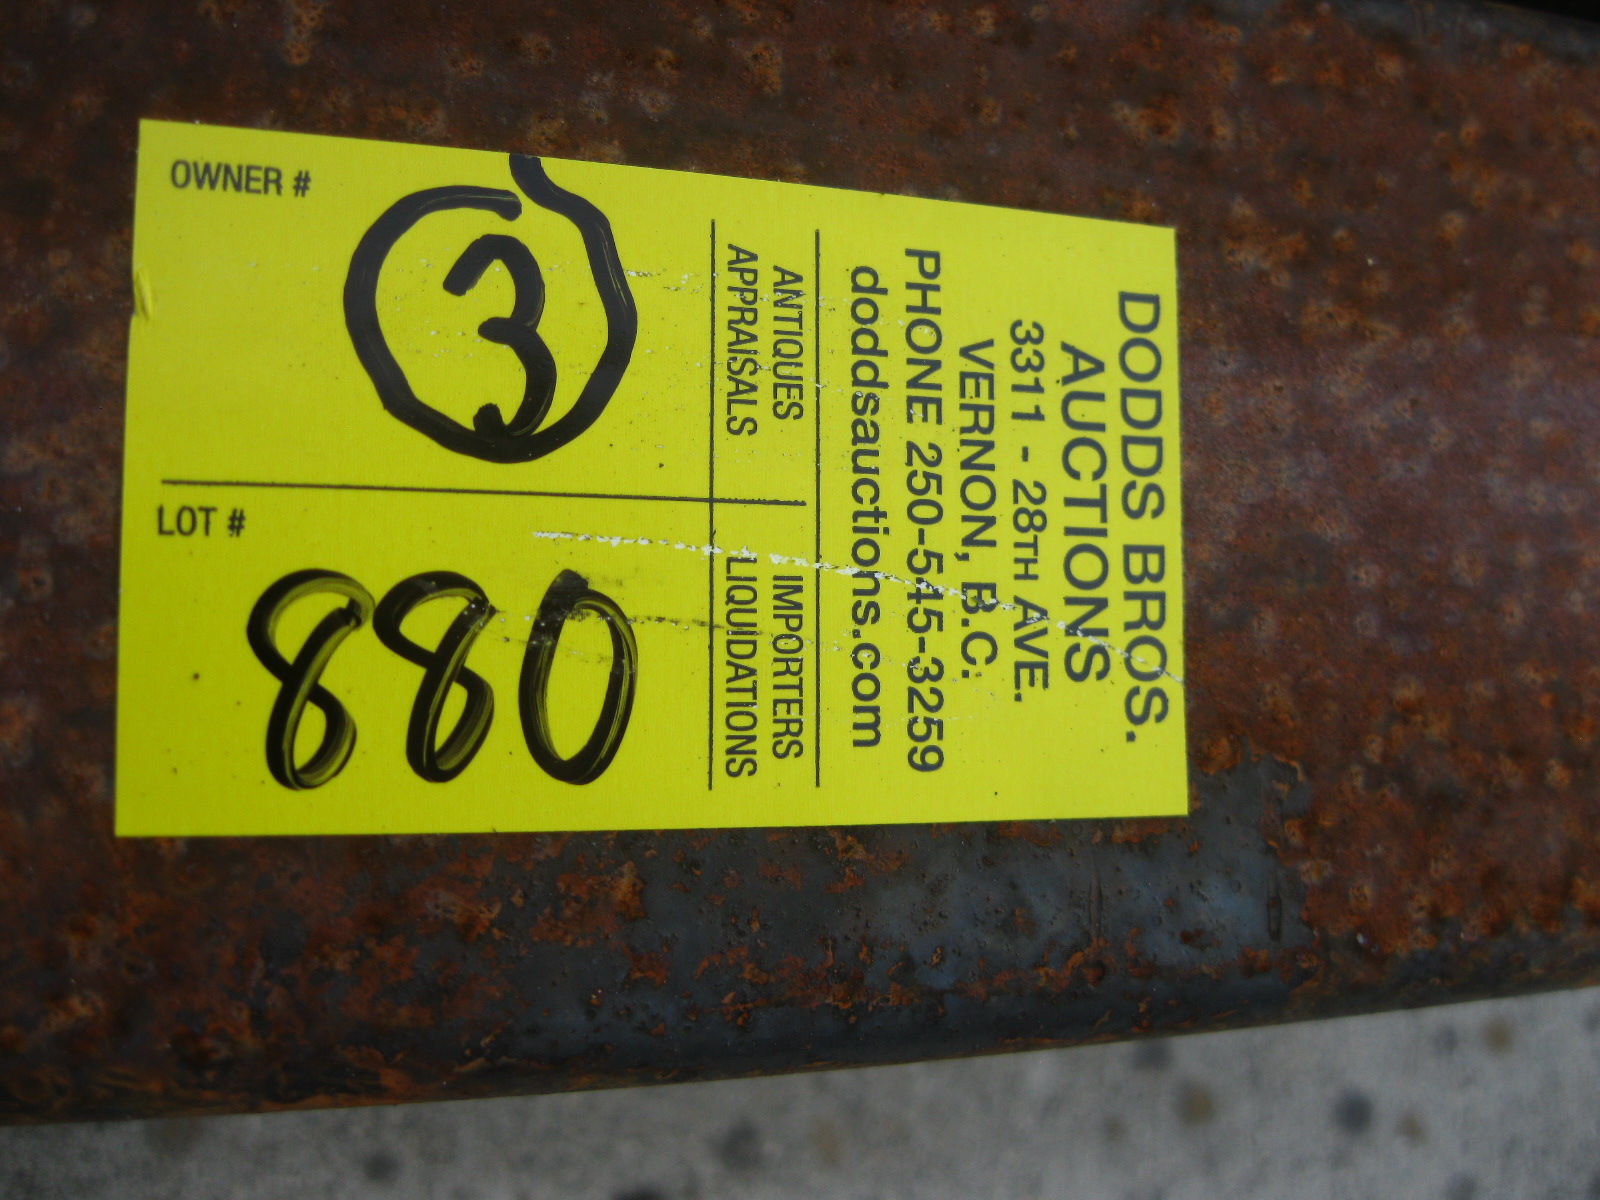 DODDS BROS.
AUCTIONS
3311 - 28TH AVE.
VERNON, B.C.
PHONE 250-545-3259
doddsauctions.com
ANTIQUES IMPORTERS
APPRAISALS LIQUIDATIONS
OWNER #
3
LOT #
880